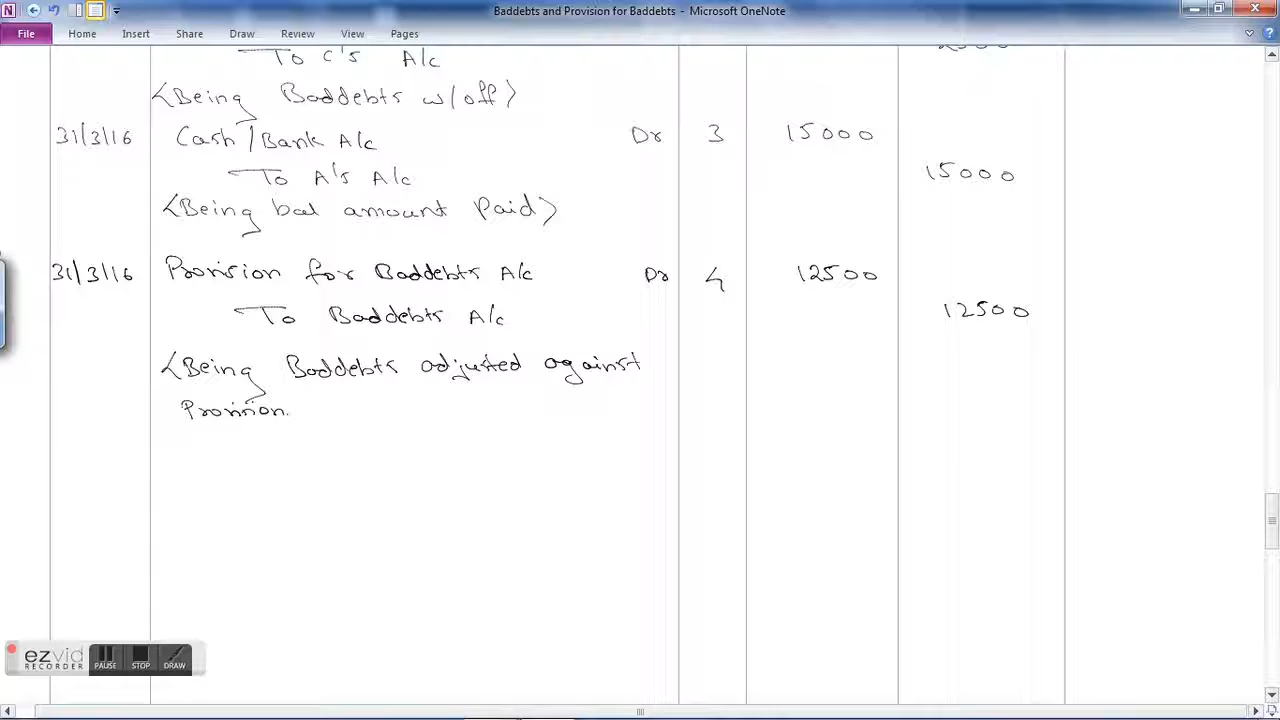 Baddebts and Provision for Baddebts - Microsoft OneNote
File Home Insert Share Draw Review View Pages
To C's A/c
<Being Baddebts w/off>
31/3/16 Cash/Bank A/c Dr 3 15000
To A's A/c 15000
<Being bal amount Paid>
31/3/16 Provision for Baddebts A/c Dr 4 12500
To Baddebts A/c 12500
<Being Baddebts adjusted against
Provision.
ezvid
RECORDER
PAUSE STOP DRAW